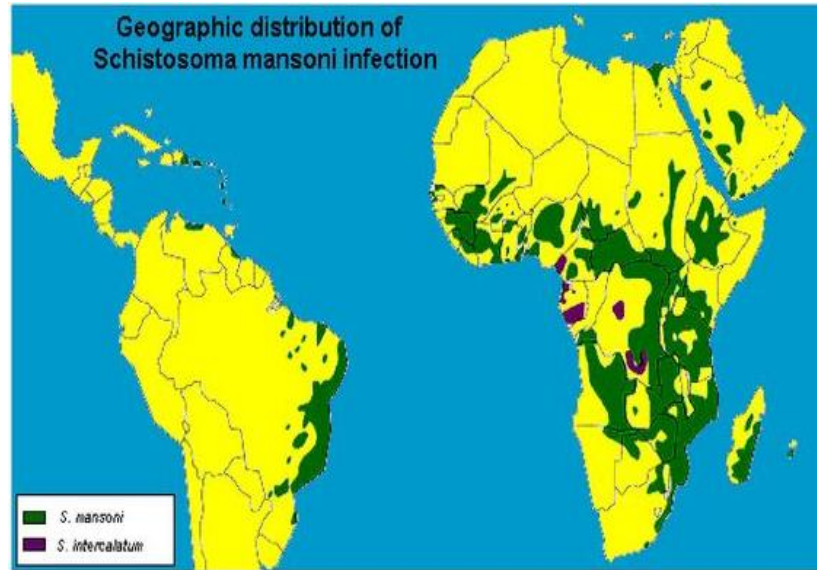 Geographic distribution of
Schistosoma mansoni infection
S. mansoni
S. intercalatum